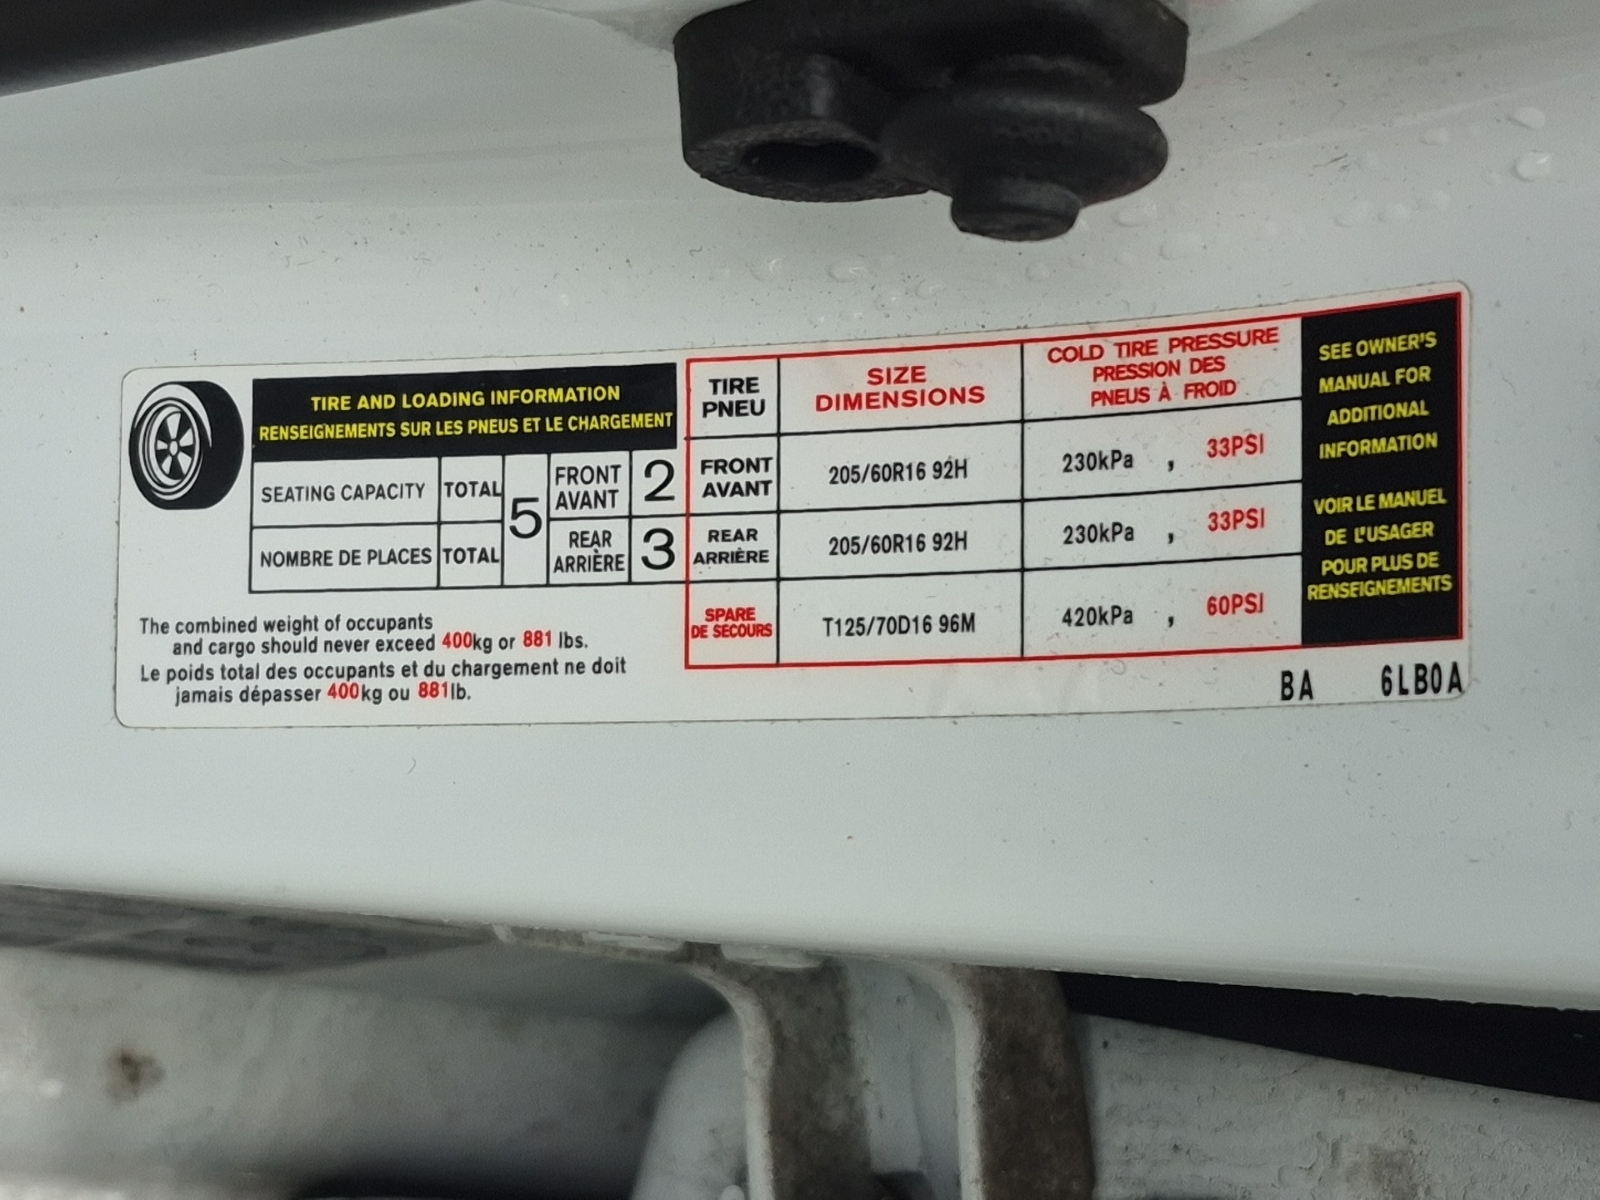 TIRE AND LOADING INFORMATION
RENSEIGNEMENTS SUR LES PNEUS ET LE CHARGEMENT
SEATING CAPACITY TOTAL 5 FRONT AVANT 2
NOMBRE DE PLACES TOTAL REAR ARRIÈRE 3
The combined weight of occupants
and cargo should never exceed 400kg or 881 lbs.
Le poids total des occupants et du chargement ne doit
jamais dépasser 400kg ou 881lb.
TIRE PNEU SIZE DIMENSIONS COLD TIRE PRESSURE PRESSION DES PNEUS À FROID
FRONT AVANT 205/60R16 92H 230kPa , 33PSI
REAR ARRIÈRE 205/60R16 92H 230kPa , 33PSI
SPARE DE SECOURS T125/70D16 96M 420kPa , 60PSI
SEE OWNER'S
MANUAL FOR
ADDITIONAL
INFORMATION
VOIR LE MANUEL
DE L'USAGER
POUR PLUS DE
RENSEIGNEMENTS
BA 6LB0A